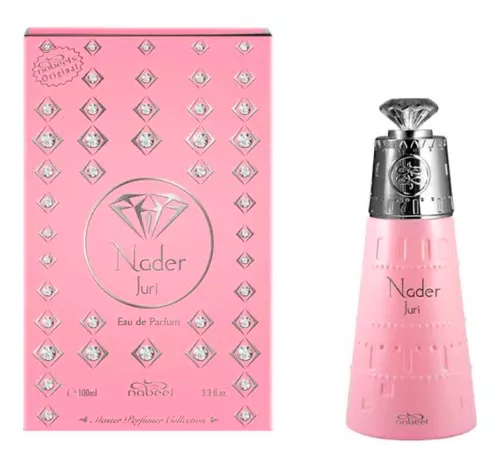 nabeel's
Original
Nader
Juri
Eau de Parfum
℮ 100ml
nabeel
3.3 fl.oz.
Master Perfumer Collection
Nader
Juri
nabeel